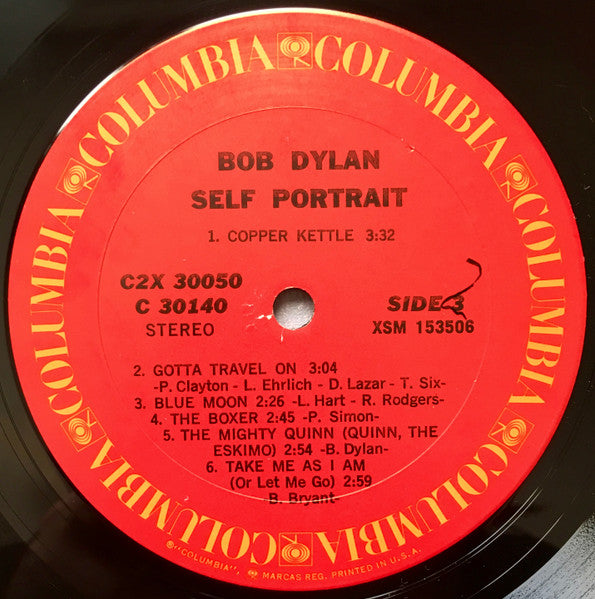 COLUMBIA COLUMBIA COLUMBIA COLUMBIA COLUMBIA COLUMBIA
BOB DYLAN
SELF PORTRAIT
1. COPPER KETTLE 3:32
C2X 30050
C 30140
STEREO
SIDE 3
XSM 153506
2. GOTTA TRAVEL ON 3:04
-P. Clayton - L. Ehrlich - D. Lazar - T. Six-
3. BLUE MOON 2:26 -L. Hart - R. Rodgers-
4. THE BOXER 2:45 -P. Simon-
5. THE MIGHTY QUINN (QUINN, THE
ESKIMO) 2:54 -B. Dylan-
6. TAKE ME AS I AM
(Or Let Me Go) 2:59
-B. Bryant-
®"COLUMBIA", MARCAS REG. PRINTED IN U.S.A.